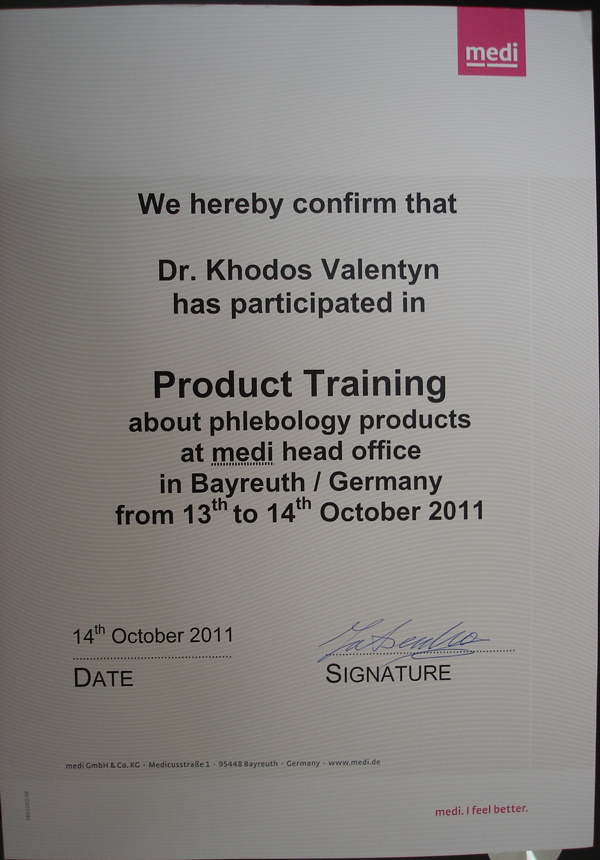 medi
We hereby confirm that
Dr. Khodos Valentyn
has participated in
Product Training
about phlebology products
at medi head office
in Bayreuth / Germany
from 13th to 14th October 2011
14th October 2011
DATE
SIGNATURE
medi GmbH & Co. KG · Medicusstraße 1 · 95448 Bayreuth · Germany · www.medi.de
medi. I feel better.